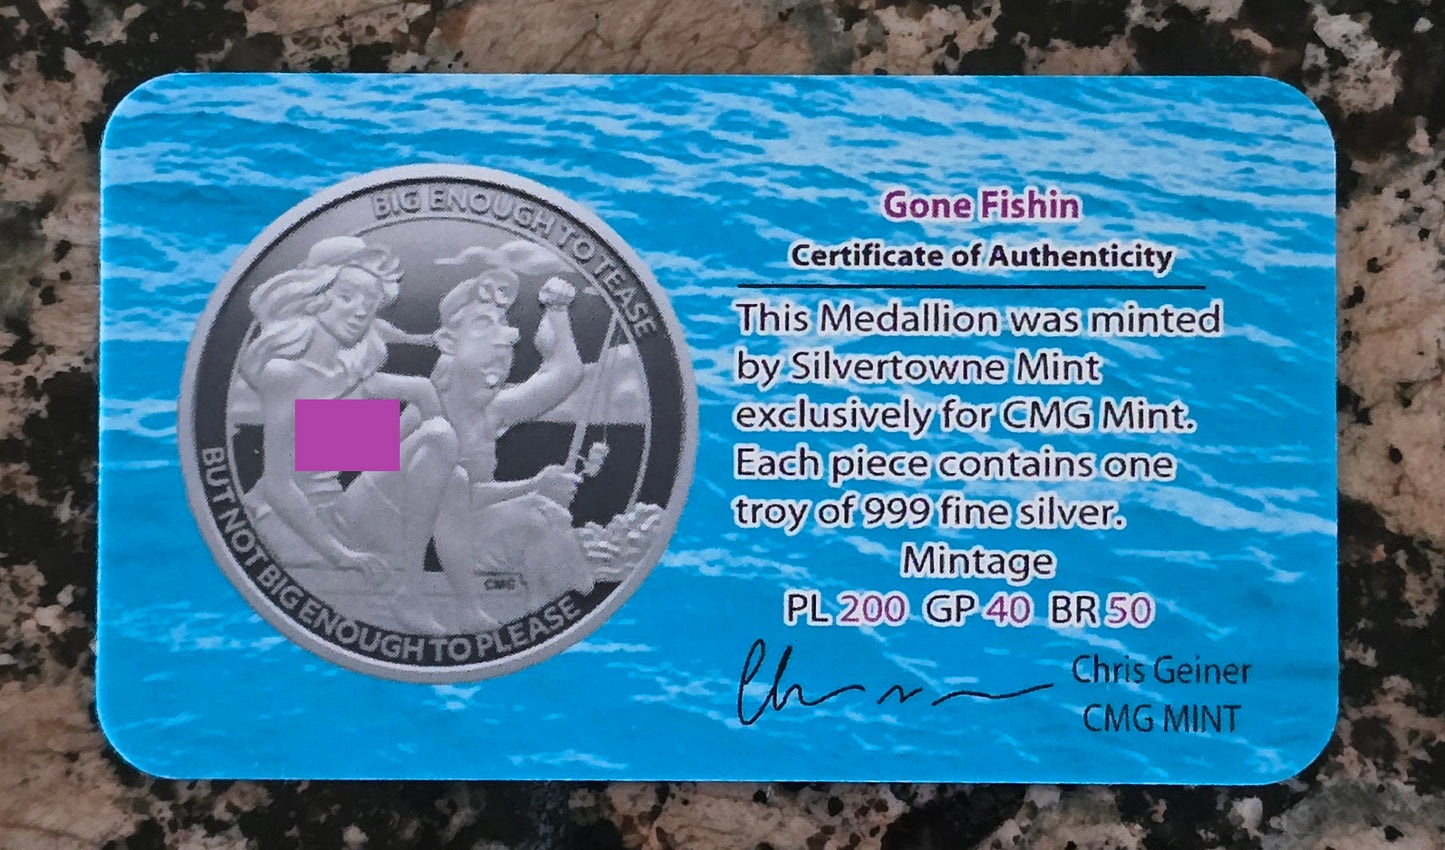 BIG ENOUGH TO TEASE
BUT NOT BIG ENOUGH TO PLEASE
CMG
Gone Fishin
Certificate of Authenticity
This Medallion was minted
by Silvertowne Mint
exclusively for CMG Mint.
Each piece contains one
troy of 999 fine silver.
Mintage
PL 200 GP 40 BR 50
Chris Geiner
CMG MINT